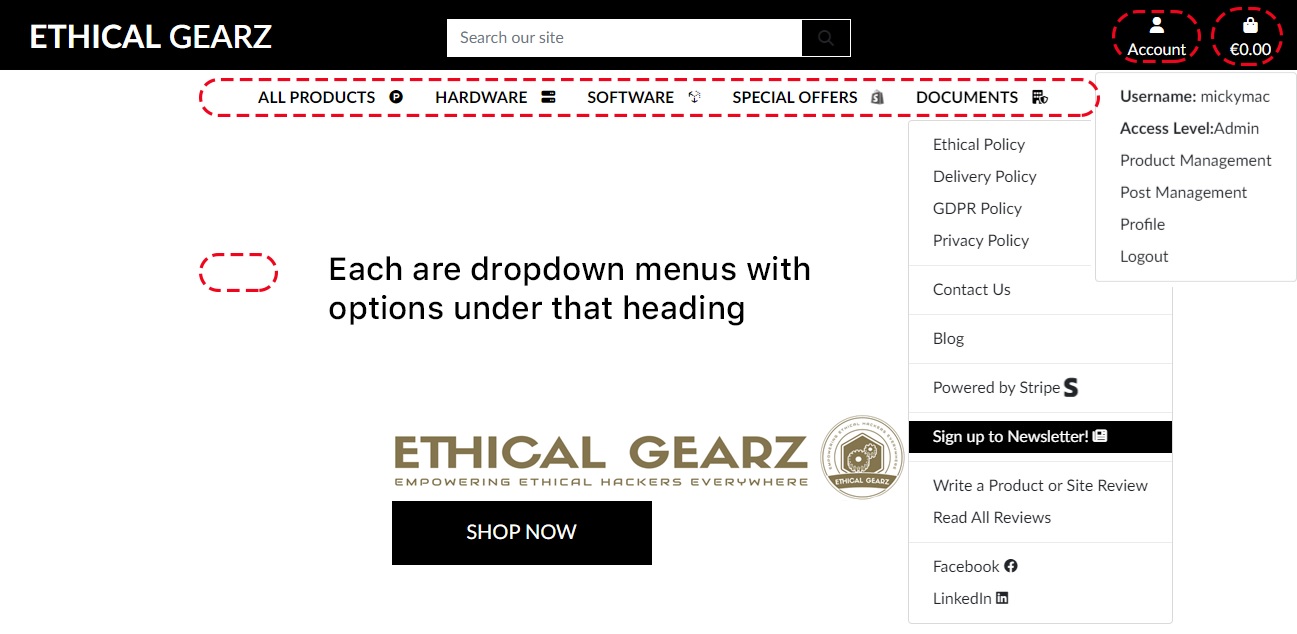 ETHICAL GEARZ
Search our site
Account
€0.00
ALL PRODUCTS
HARDWARE
SOFTWARE
SPECIAL OFFERS
DOCUMENTS
Username: mickymac
Access Level:Admin
Product Management
Post Management
Profile
Logout
Ethical Policy
Delivery Policy
GDPR Policy
Privacy Policy
Contact Us
Blog
Powered by Stripe S
Sign up to Newsletter!
Write a Product or Site Review
Read All Reviews
Facebook
LinkedIn
Each are dropdown menus with
options under that heading
ETHICAL GEARZ
EMPOWERING ETHICAL HACKERS EVERYWHERE
EMPOWERING ETHICAL HACKERS EVERYWHERE
ETHICAL GEARZ
SHOP NOW